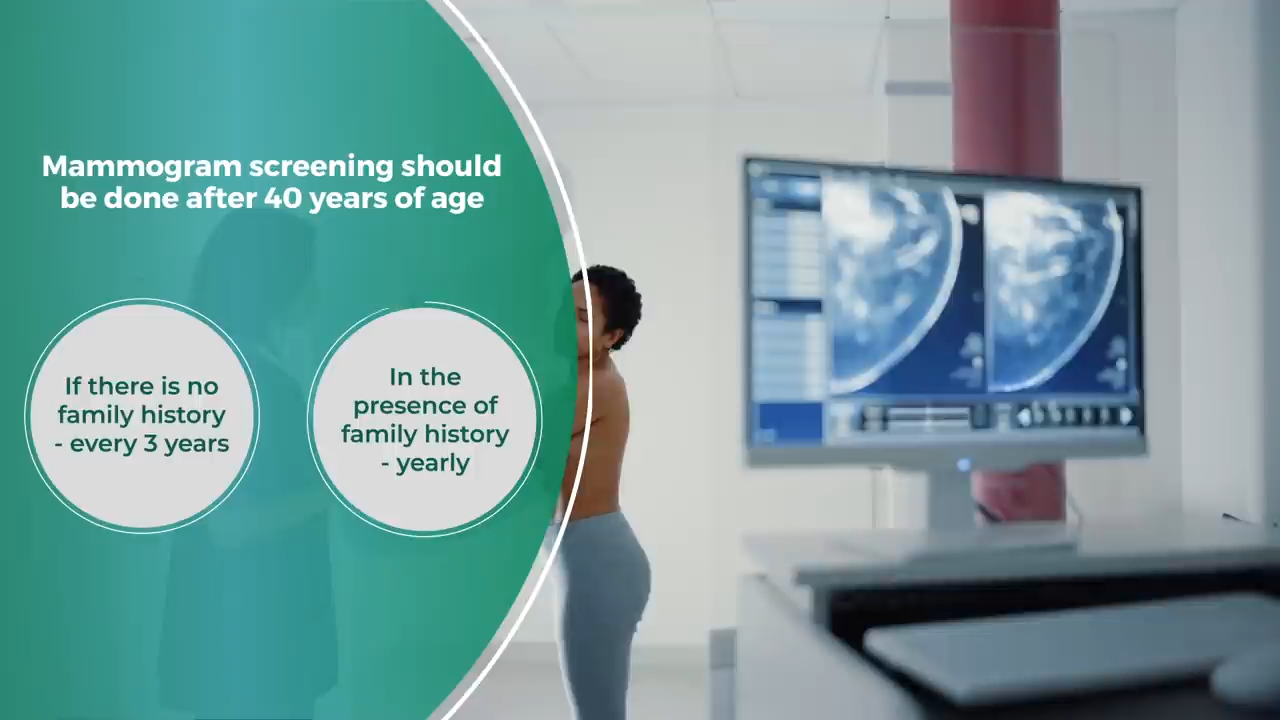 Mammogram screening should
be done after 40 years of age
If there is no
family history
- every 3 years
In the
presence of
family history
- yearly